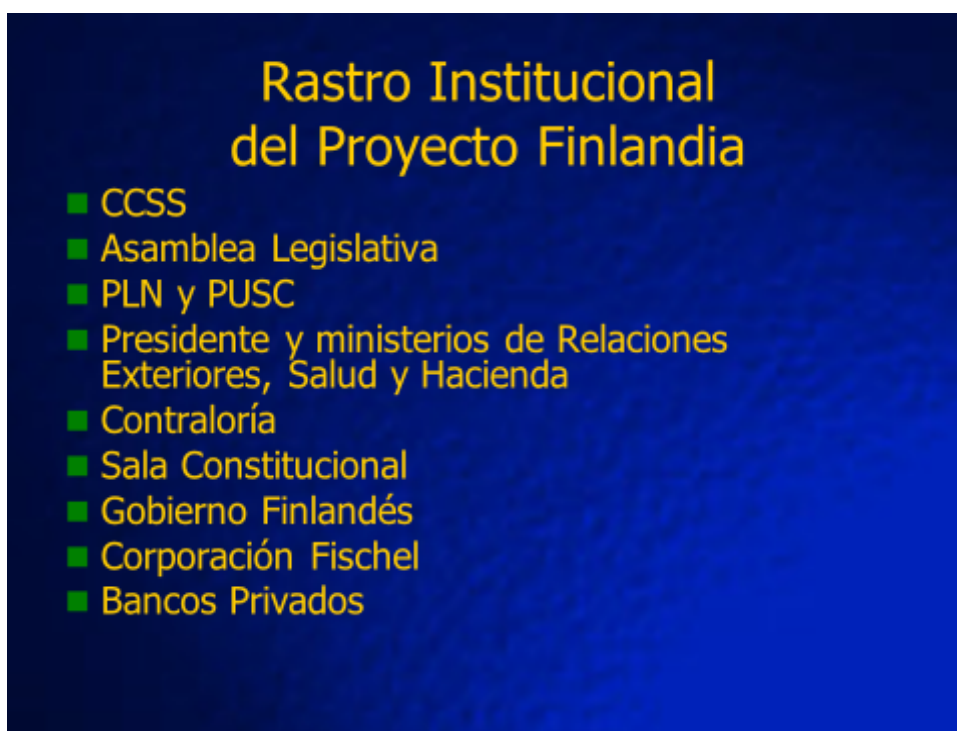 Rastro Institucional
del Proyecto Finlandia
CCSS
Asamblea Legislativa
PLN y PUSC
Presidente y ministerios de Relaciones
Exteriores, Salud y Hacienda
Contraloría
Sala Constitucional
Gobierno Finlandés
Corporación Fischel
Bancos Privados